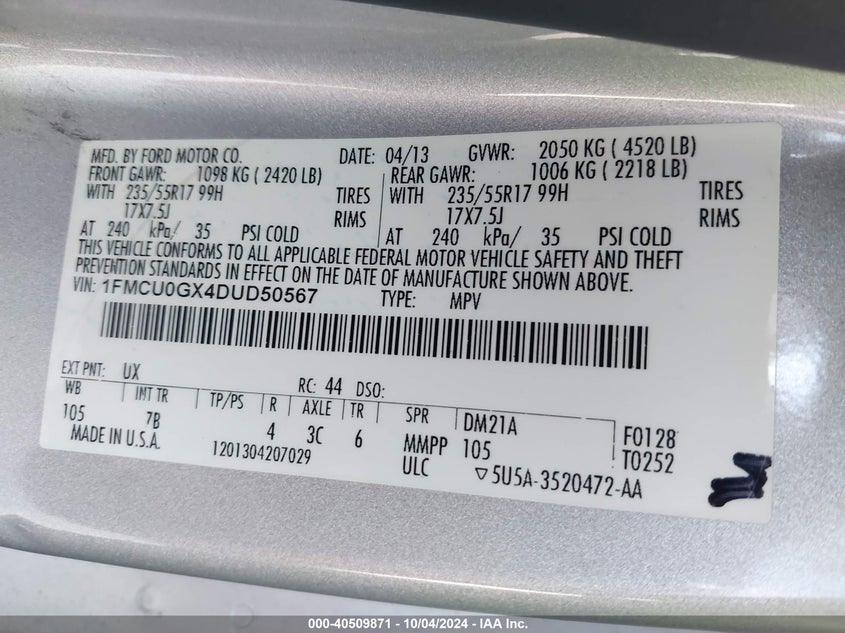 MFD. BY FORD MOTOR CO. DATE: 04/13 GVWR: 2050 KG ( 4520 LB)
FRONT GAWR: 1098 KG ( 2420 LB) REAR GAWR: 1006 KG ( 2218 LB)
WITH 235/55R17 99H TIRES WITH 235/55R17 99H TIRES
17X7.5J RIMS 17X7.5J RIMS
AT 240 kPa/ 35 PSI COLD AT 240 kPa/ 35 PSI COLD
THIS VEHICLE CONFORMS TO ALL APPLICABLE FEDERAL MOTOR VEHICLE SAFETY AND THEFT
PREVENTION STANDARDS IN EFFECT ON THE DATE OF MANUFACTURE SHOWN ABOVE.
VIN: 1FMCU0GX4DUD50567 TYPE: MPV
EXT PNT: UX RC: 44 DSO:
WB INT TR TP/PS R AXLE TR SPR DM21A
105 7B 4 3C 6 MMPP 105 F0128
MADE IN U.S.A. 1201304207029 ULC T0252
▽5U5A-3520472-AA
000-40509871 - 10/04/2024 - IAA Inc.